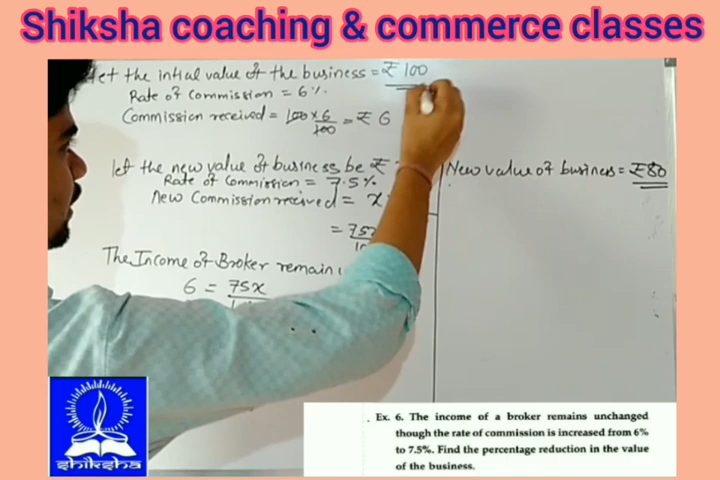 Shiksha coaching & commerce classes
let the intial value of the business = ₹ 100
Rate of Commission = 6%.
Commission received = 100 × 6/100 = ₹ 6
let the new value of business be ₹
Rate of Commission = 7.5%
New Commission received = x
= 75x
The Income of Broker remain
6 = 75x
New value of business = ₹80
shiksha
Ex. 6. The income of a broker remains unchanged
though the rate of commission is increased from 6%
to 7.5%. Find the percentage reduction in the value
of the business.